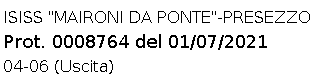 ISISS "MAIRONI DA PONTE"-PRESEZZO
Prot. 0008764 del 01/07/2021
04-06 (Uscita)